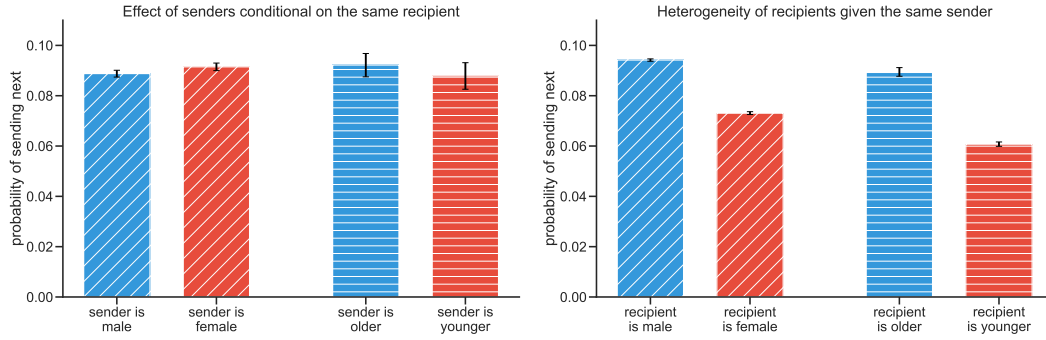 Effect of senders conditional on the same recipient
probability of sending next
0.10
0.08
0.06
0.04
0.02
0.00
sender is
male
sender is
female
sender is
older
sender is
younger
Heterogeneity of recipients given the same sender
probability of sending next
0.10
0.08
0.06
0.04
0.02
0.00
recipient
is male
recipient
is female
recipient
is older
recipient
is younger